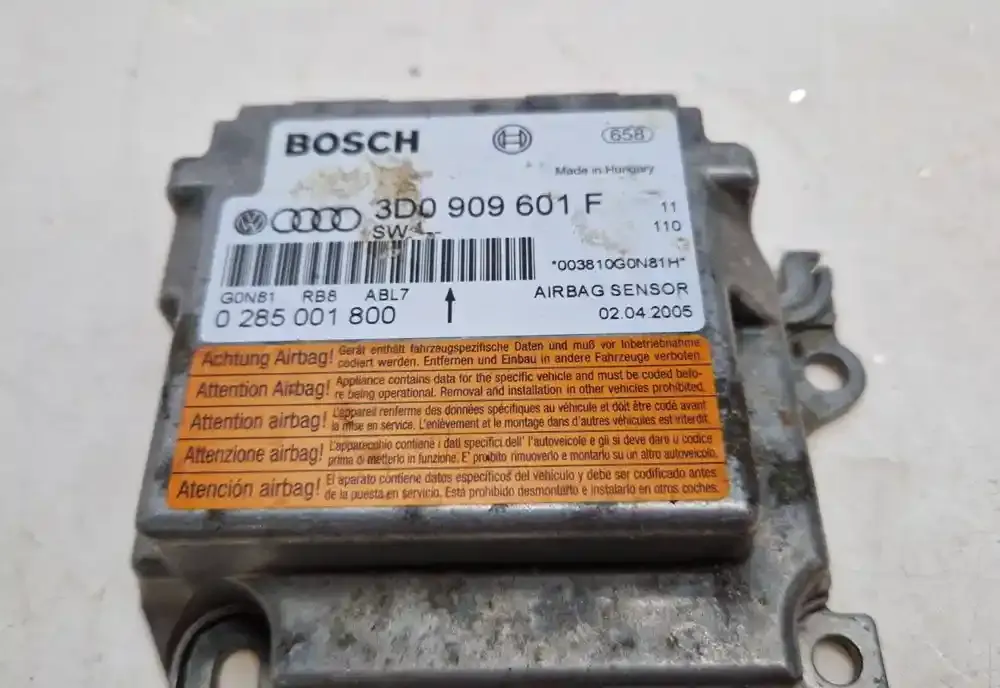 BOSCH
658
Made in Hungary
3D0 909 601 F
11
SW
110
*003810G0N81H*
G0N81 RB8 ABL7
AIRBAG SENSOR
0 285 001 800
02.04.2005
Achtung Airbag! Gerät enthält fahrzeugspezifische Daten und muß vor Inbetriebnahme
codiert werden. Entfernen und Einbau in andere Fahrzeuge verboten.
Attention Airbag! Appliance contains data for the specific vehicle and must be coded befo-
re being operational. Removal and installation in other vehicles prohibited.
Attention airbag! L'appareil renferme des données spécifiques au véhicule et doit être codé avant
la mise en service. L'enlèvement et le montage dans d'autres véhicules est interdit.
Attenzione airbag! L'apparecchio contiene i dati specifici dell' l'autoveicolo e gli si deve dare il codice
prima di metterlo in funzione. E' proibito rimuoverlo e montarlo su un altro autoveicolo.
Atención airbag! El aparato contiene datos específicos del vehículo y debe ser codificado antes
de la puesta en servicio. Está prohibido desmontarlo e instalarlo en otros coches.